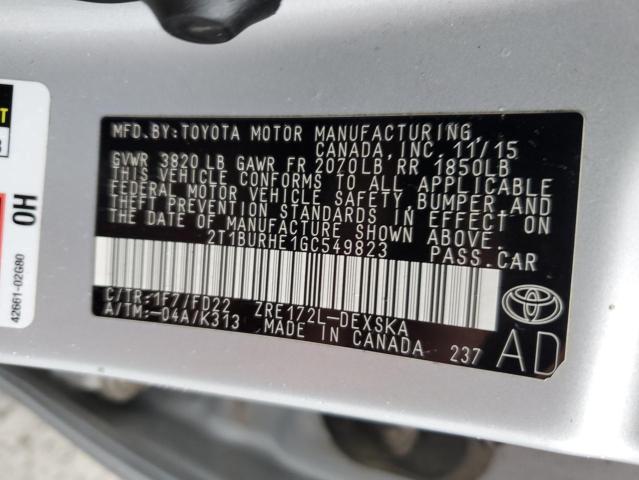 MFD.BY:TOYOTA MOTOR MANUFACTURING,
CANADA, INC. 11/15
GVWR 3820 LB GAWR FR 2070LB RR 1850LB
THIS VEHICLE CONFORMS TO ALL APPLICABLE
FEDERAL MOTOR VEHICLE SAFETY, BUMPER, AND
THEFT PREVENTION STANDARDS IN EFFECT ON
THE DATE OF MANUFACTURE SHOWN ABOVE.
2T1BURHE1GC549823 PASS.CAR
C/TR:1F7/FD22 ZRE172L-DEXSKA
A/TM:-04A/K313 MADE IN CANADA 237
AD
0H
42661-02G80